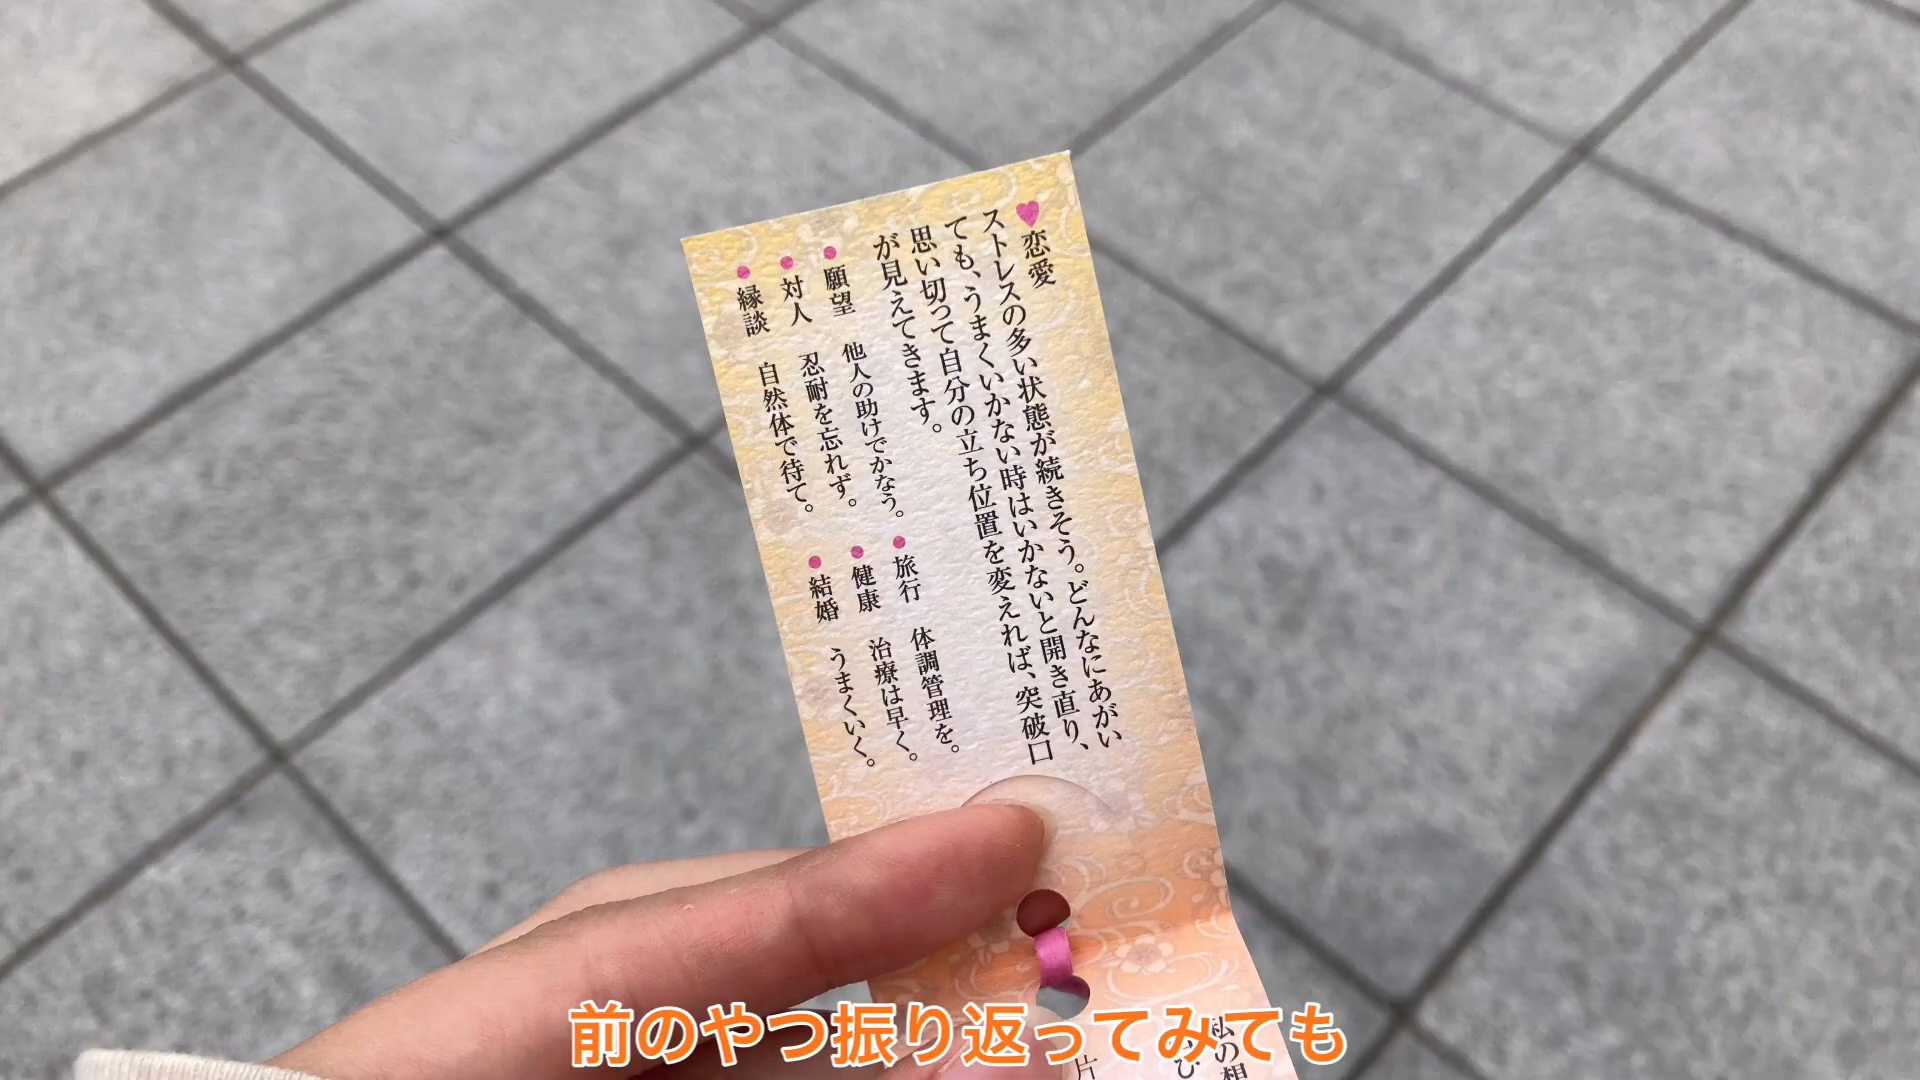 ♥恋愛
ストレスの多い状態が続きそう。どんなにあがい
ても、うまくいかない時はいかないと開き直り、
思い切って自分の立ち位置を変えれば、突破口
が見えてきます。
●願望 他人の助けでかなう。
●旅行 体調管理を。
●対人 忍耐を忘れず。
●健康 治療は早く。
●縁談 自然体で待て。
●結婚 うまくいく。
私の想
片
前のやつ振り返ってみても